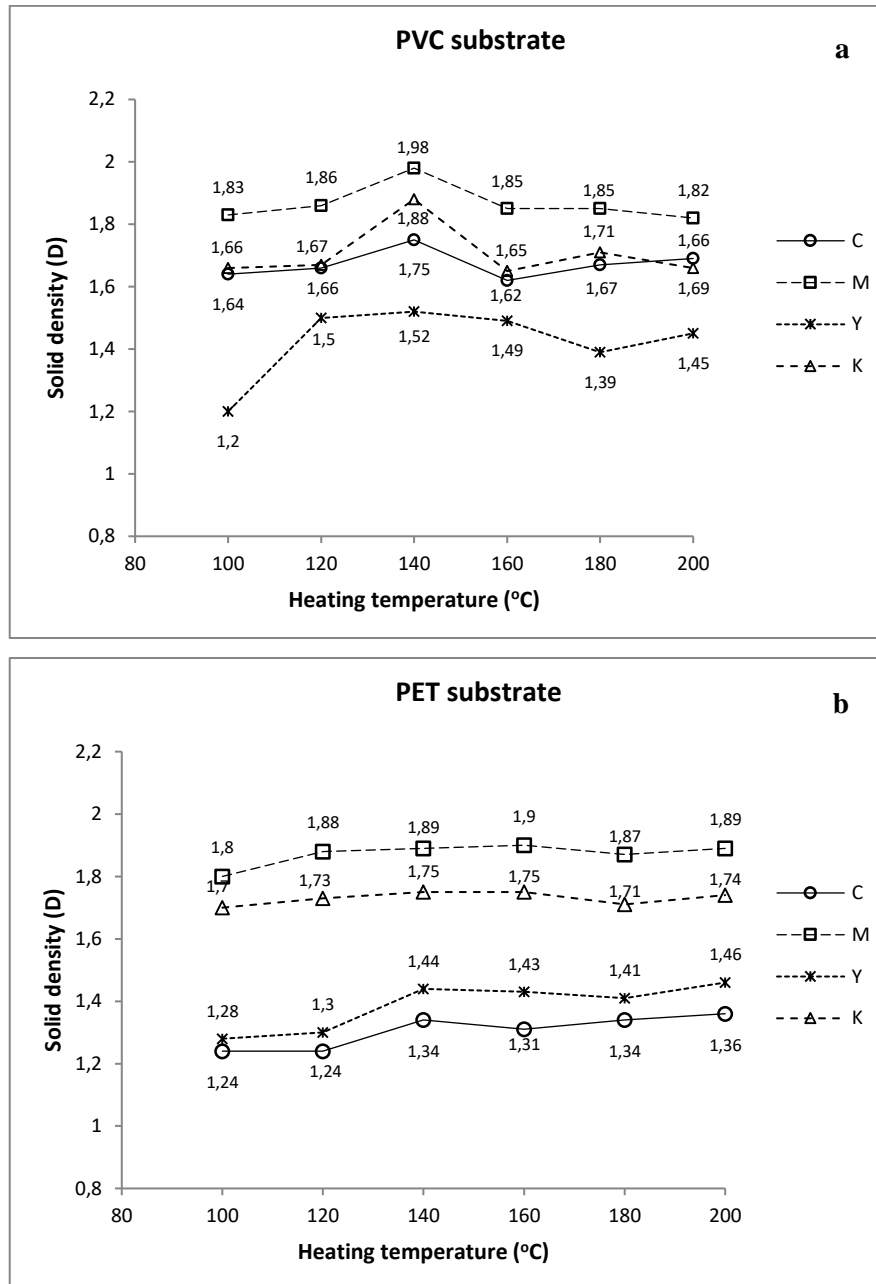 PVC substrate
a
2,2
2
1,8
1,6
1,4
1,2
1
0,8
Solid density (D)
1,83 1,86 1,98 1,85 1,85 1,82
1,66 1,67 1,88 1,65 1,71 1,66
1,64 1,66 1,75 1,62 1,67 1,69
1,2 1,5 1,52 1,49 1,39 1,45
80 100 120 140 160 180 200
Heating temperature (°C)
C
M
Y
K
PET substrate
b
2,2
2
1,8
1,6
1,4
1,2
1
0,8
Solid density (D)
1,8 1,88 1,89 1,9 1,87 1,89
1,7 1,73 1,75 1,75 1,71 1,74
1,28 1,3 1,44 1,43 1,41 1,46
1,24 1,24 1,34 1,31 1,34 1,36
80 100 120 140 160 180 200
Heating temperature (°C)
C
M
Y
K